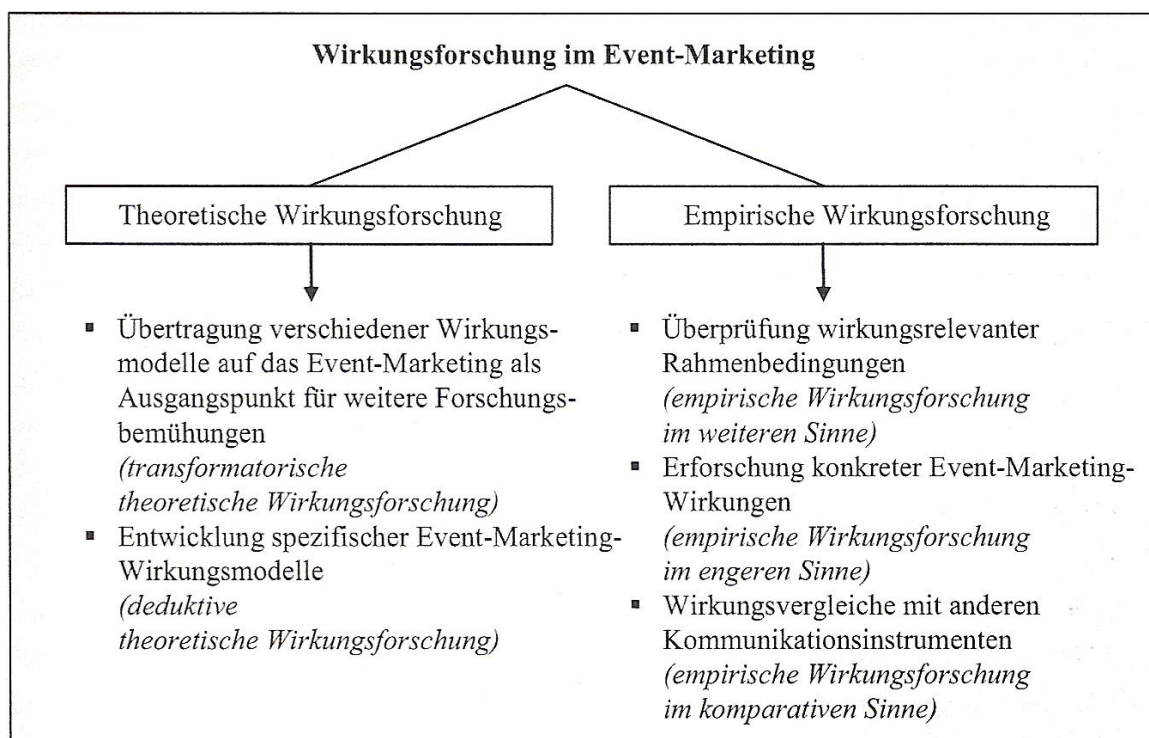 Wirkungsforschung im Event-Marketing
Theoretische Wirkungsforschung
▪ Übertragung verschiedener Wirkungs-
modelle auf das Event-Marketing als
Ausgangspunkt für weitere Forschungs-
bemühungen
(transformatorische
theoretische Wirkungsforschung)
▪ Entwicklung spezifischer Event-Marketing-
Wirkungsmodelle
(deduktive
theoretische Wirkungsforschung)
Empirische Wirkungsforschung
▪ Überprüfung wirkungsrelevanter
Rahmenbedingungen
(empirische Wirkungsforschung
im weiteren Sinne)
▪ Erforschung konkreter Event-Marketing-
Wirkungen
(empirische Wirkungsforschung
im engeren Sinne)
▪ Wirkungsvergleiche mit anderen
Kommunikationsinstrumenten
(empirische Wirkungsforschung
im komparativen Sinne)